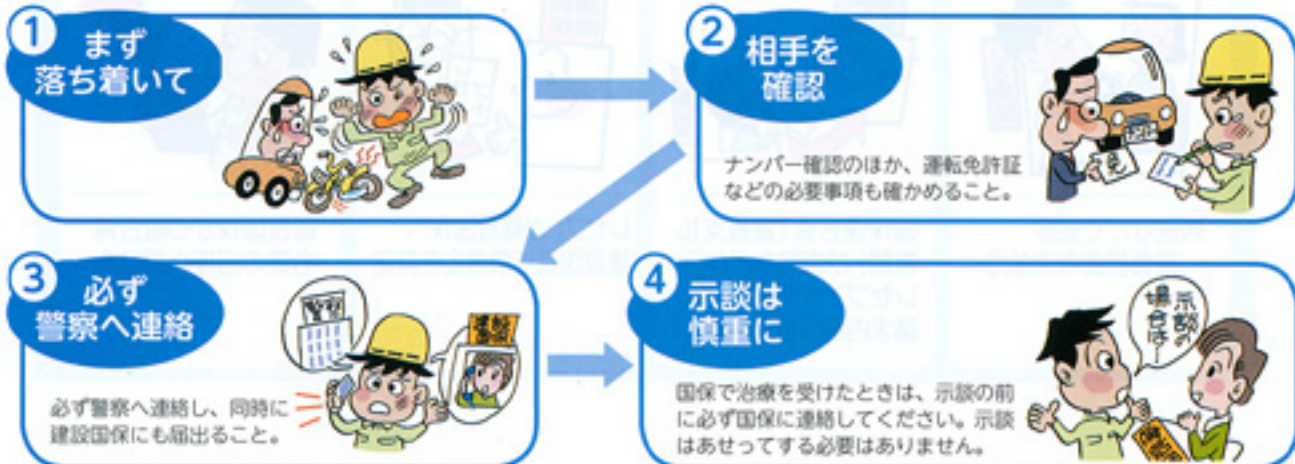 ① まず
落ち着いて
② 相手を
確認
ナンバー確認のほか、運転免許証
などの必要事項も確かめること。
③ 必ず
警察へ連絡
警察
必ず警察へ連絡し、同時に
建設国保にも届出ること。
④ 示談は
慎重に
示談の
場合は…
国保で治療を受けたときは、示談の前
に必ず国保に連絡してください。示談
はあせってする必要はありません。